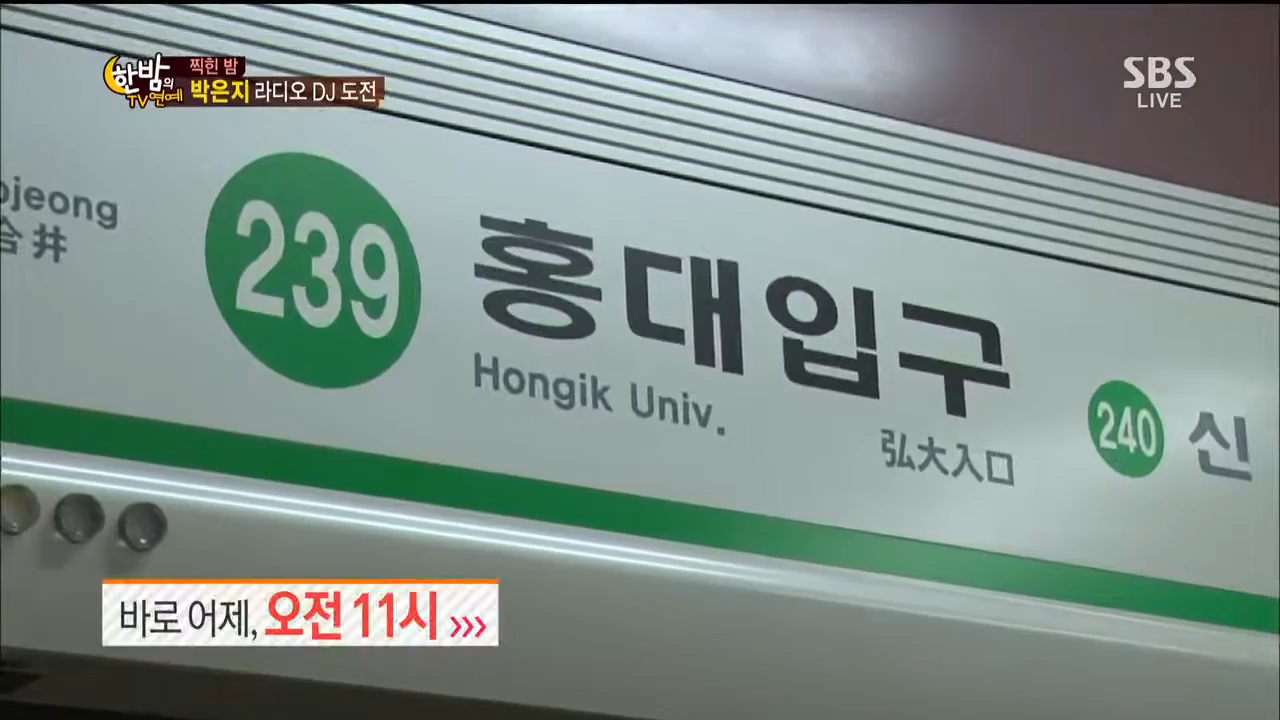 한밤의
TV연예
찍힌 밤
박은지 라디오 DJ 도전
SBS
LIVE
ojeong
合井
239
홍대입구
Hongik Univ.
弘大入口
240
신
바로 어제, 오전 11시 >>>